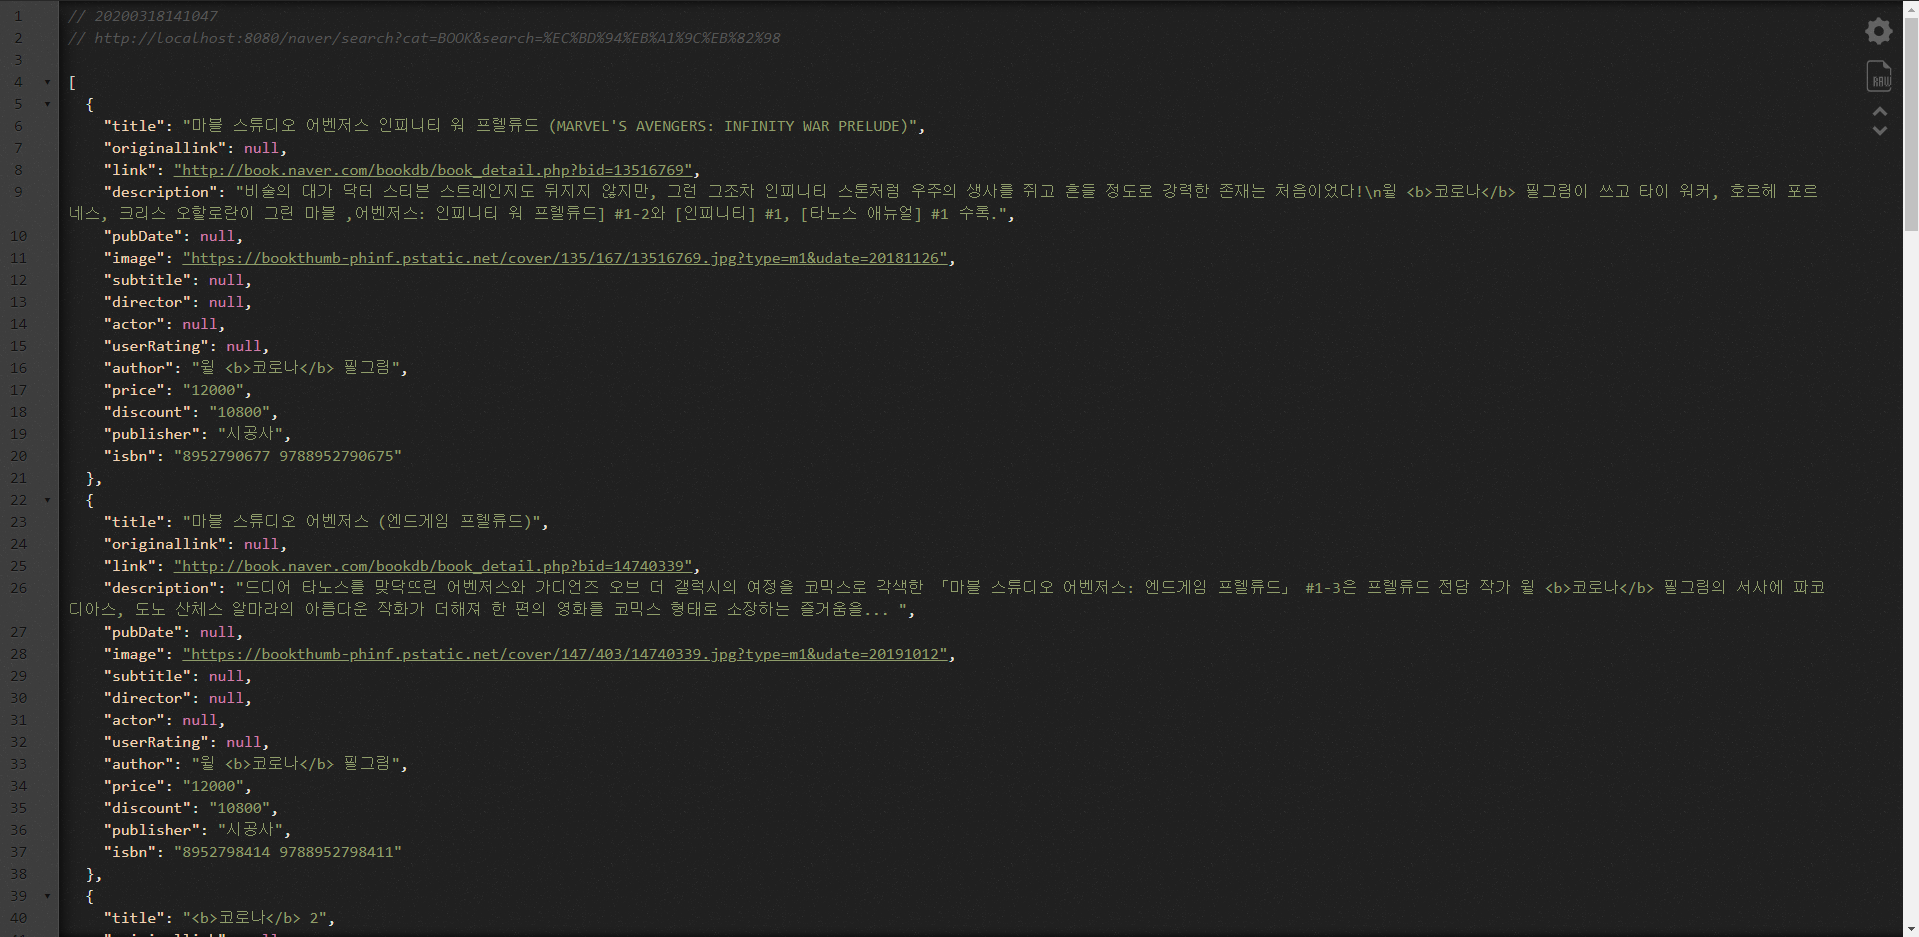 1 // 20200318141047
2 // http://localhost:8080/naver/search?cat=BOOK&search=%EC%BD%94%EB%A1%9C%EB%82%98
3
4 [
5 {
6 "title": "마블 스튜디오 어벤저스 인피니티 워 프렐류드 (MARVEL'S AVENGERS: INFINITY WAR PRELUDE)",
7 "originallink": null,
8 "link": "http://book.naver.com/bookdb/book_detail.php?bid=13516769",
9 "description": "비술의 대가 닥터 스티븐 스트레인지도 뒤지지 않지만, 그런 그조차 인피니티 스톤처럼 우주의 생사를 쥐고 흔들 정도로 강력한 존재는 처음이었다!\n윌 <b>코로나</b> 필그림이 쓰고 타이 워커, 호르헤 포르
네스, 크리스 오할로란이 그린 마블 ,어벤저스: 인피니티 워 프렐류드] #1-2와 [인피니티] #1, [타노스 애뉴얼] #1 수록.",
10 "pubDate": null,
11 "image": "https://bookthumb-phinf.pstatic.net/cover/135/167/13516769.jpg?type=m1&udate=20181126",
12 "subtitle": null,
13 "director": null,
14 "actor": null,
15 "userRating": null,
16 "author": "윌 <b>코로나</b> 필그림",
17 "price": "12000",
18 "discount": "10800",
19 "publisher": "시공사",
20 "isbn": "8952790677 9788952790675"
21 },
22 {
23 "title": "마블 스튜디오 어벤저스 (엔드게임 프렐류드)",
24 "originallink": null,
25 "link": "http://book.naver.com/bookdb/book_detail.php?bid=14740339",
26 "description": "드디어 타노스를 맞닥뜨린 어벤저스와 가디언즈 오브 더 갤럭시의 여정을 코믹스로 각색한 「마블 스튜디오 어벤저스: 엔드게임 프렐류드」 #1-3은 프렐류드 전담 작가 윌 <b>코로나</b> 필그림의 서사에 파코
디아스, 도노 산체스 알마라의 아름다운 작화가 더해져 한 편의 영화를 코믹스 형태로 소장하는 즐거움을... ",
27 "pubDate": null,
28 "image": "https://bookthumb-phinf.pstatic.net/cover/147/403/14740339.jpg?type=m1&udate=20191012",
29 "subtitle": null,
30 "director": null,
31 "actor": null,
32 "userRating": null,
33 "author": "윌 <b>코로나</b> 필그림",
34 "price": "12000",
35 "discount": "10800",
36 "publisher": "시공사",
37 "isbn": "8952798414 9788952798411"
38 },
39 {
40 "title": "<b>코로나</b> 2",
RAW